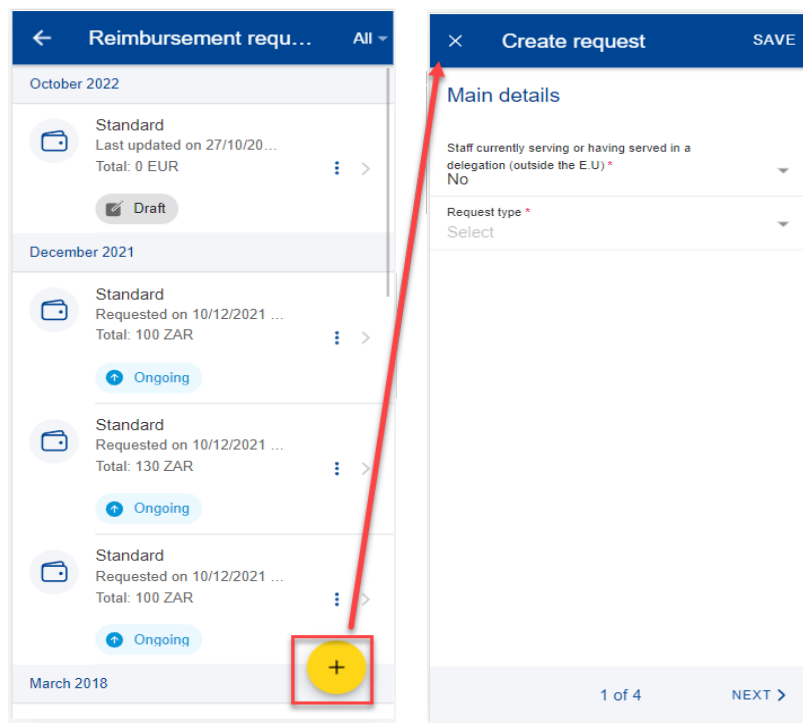 Reimbursement requ...
All
October 2022
Standard
Last updated on 27/10/20...
Total: 0 EUR
Draft
December 2021
Standard
Requested on 10/12/2021 ...
Total: 100 ZAR
Ongoing
Standard
Requested on 10/12/2021 ...
Total: 130 ZAR
Ongoing
Standard
Requested on 10/12/2021 ...
Total: 100 ZAR
Ongoing
March 2018
Create request
SAVE
Main details
Staff currently serving or having served in a
delegation (outside the E.U) *
No
Request type *
Select
1 of 4
NEXT